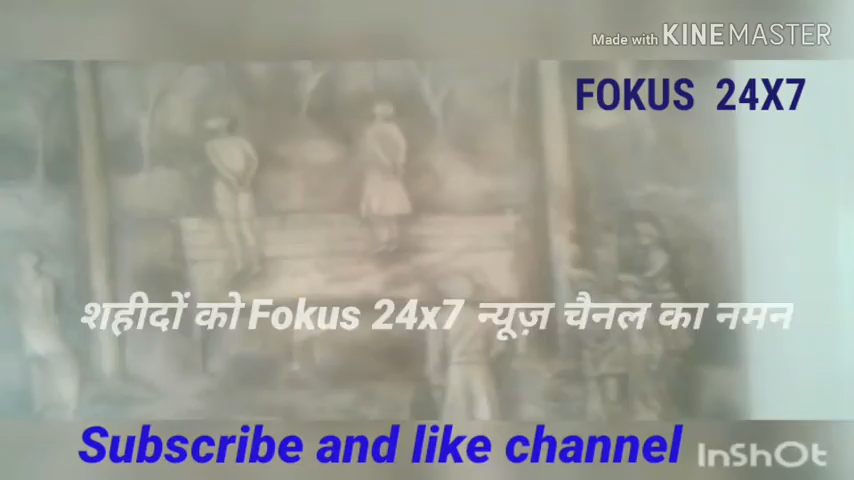 Made with KINEMASTER
FOKUS 24X7
शहीदों को Fokus 24x7 न्यूज़ चैनल का नमन
Subscribe and like channel
InShOt